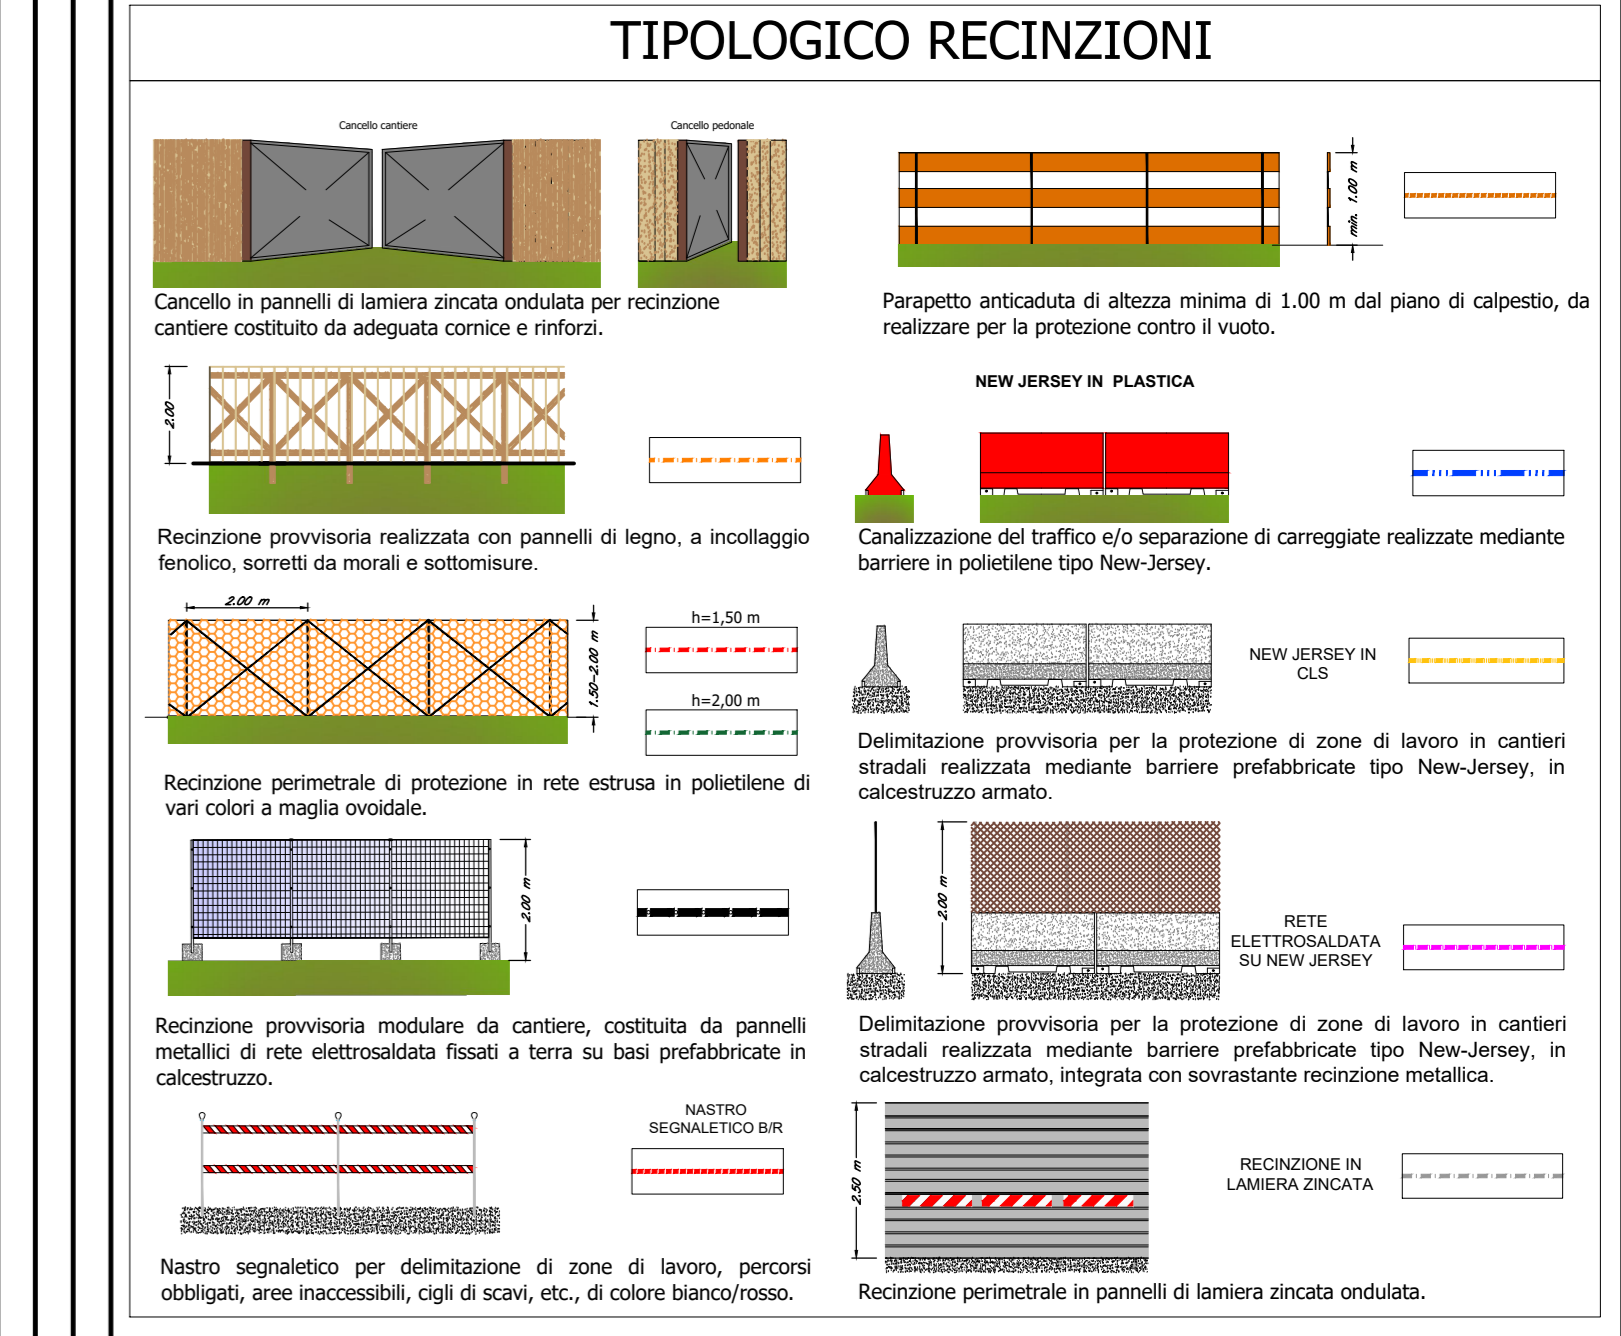 TIPOLOGICO RECINZIONI
Cancello cantiere
Cancello pedonale
Cancello in pannelli di lamiera zincata ondulata per recinzione
cantiere costituito da adeguata cornice e rinforzi.
2.00
Recinzione provvisoria realizzata con pannelli di legno, a incollaggio
fenolico, sorretti da morali e sottomisure.
2.00 m
1.50-2.00 m
h=1,50 m
h=2,00 m
Recinzione perimetrale di protezione in rete estrusa in polietilene di
vari colori a maglia ovoidale.
2.00 m
Recinzione provvisoria modulare da cantiere, costituita da pannelli
metallici di rete elettrosaldata fissati a terra su basi prefabbricate in
calcestruzzo.
NASTRO
SEGNALETICO B/R
Nastro segnaletico per delimitazione di zone di lavoro, percorsi
obbligati, aree inaccessibili, cigli di scavi, etc., di colore bianco/rosso.
min. 1.00 m
Parapetto anticaduta di altezza minima di 1.00 m dal piano di calpestio, da
realizzare per la protezione contro il vuoto.
NEW JERSEY IN PLASTICA
Canalizzazione del traffico e/o separazione di carreggiate realizzate mediante
barriere in polietilene tipo New-Jersey.
NEW JERSEY IN
CLS
Delimitazione provvisoria per la protezione di zone di lavoro in cantieri
stradali realizzata mediante barriere prefabbricate tipo New-Jersey, in
calcestruzzo armato.
2.00 m
RETE
ELETTROSALDATA
SU NEW JERSEY
Delimitazione provvisoria per la protezione di zone di lavoro in cantieri
stradali realizzata mediante barriere prefabbricate tipo New-Jersey, in
calcestruzzo armato, integrata con sovrastante recinzione metallica.
2.50 m
RECINZIONE IN
LAMIERA ZINCATA
Recinzione perimetrale in pannelli di lamiera zincata ondulata.